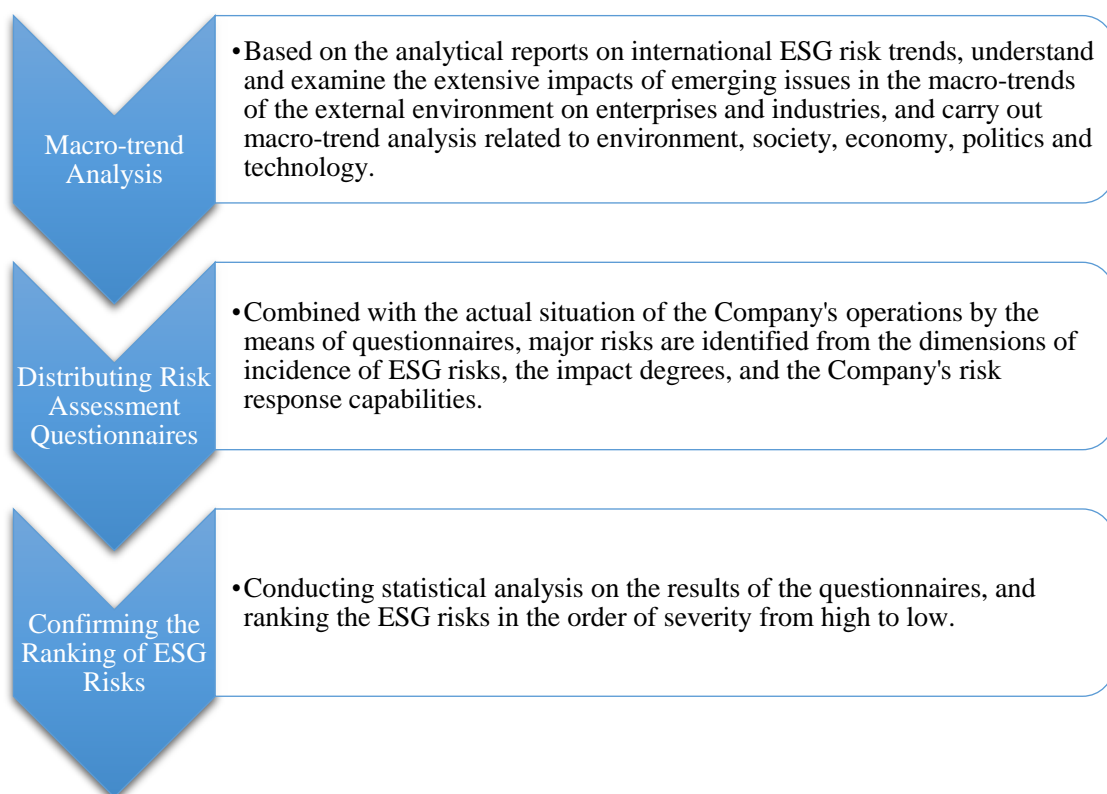 Macro-trend
Analysis
•Based on the analytical reports on international ESG risk trends, understand
and examine the extensive impacts of emerging issues in the macro-trends
of the external environment on enterprises and industries, and carry out
macro-trend analysis related to environment, society, economy, politics and
technology.
Distributing Risk
Assessment
Questionnaires
•Combined with the actual situation of the Company's operations by the
means of questionnaires, major risks are identified from the dimensions of
incidence of ESG risks, the impact degrees, and the Company's risk
response capabilities.
Confirming the
Ranking of ESG
Risks
•Conducting statistical analysis on the results of the questionnaires, and
ranking the ESG risks in the order of severity from high to low.